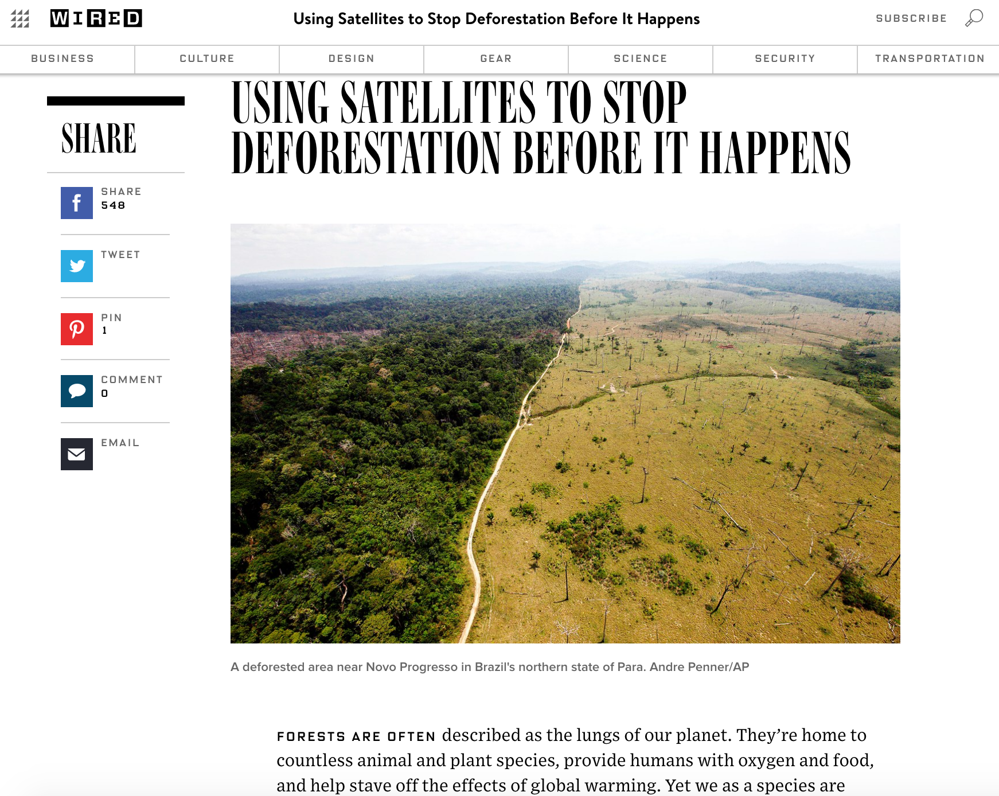 WIRED
Using Satellites to Stop Deforestation Before It Happens
SUBSCRIBE
BUSINESS
CULTURE
DESIGN
GEAR
SCIENCE
SECURITY
TRANSPORTATION
USING SATELLITES TO STOP
DEFORESTATION BEFORE IT HAPPENS
SHARE
SHARE
548
TWEET
PIN
1
COMMENT
0
EMAIL
A deforested area near Novo Progresso in Brazil's northern state of Para. Andre Penner/AP
FORESTS ARE OFTEN described as the lungs of our planet. They’re home to
countless animal and plant species, provide humans with oxygen and food,
and help stave off the effects of global warming. Yet we as a species are